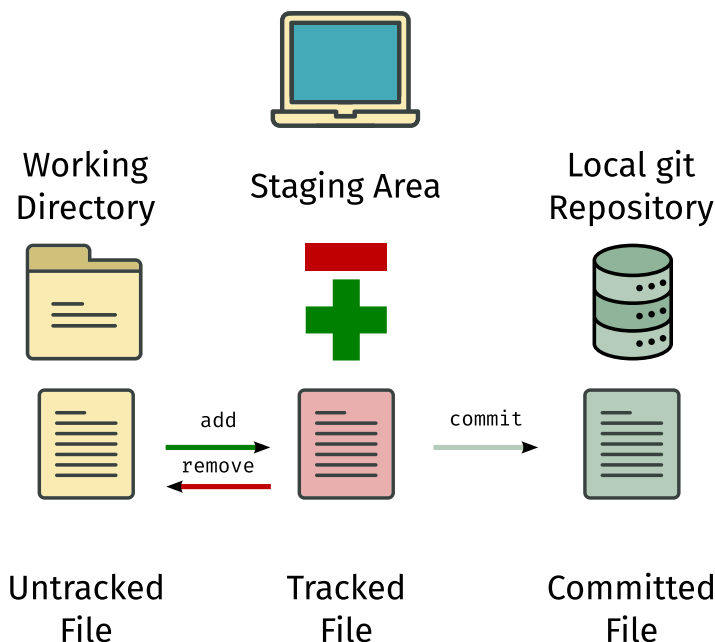 Working
Directory
Staging Area
Local git
Repository
add
remove
commit
Untracked
File
Tracked
File
Committed
File